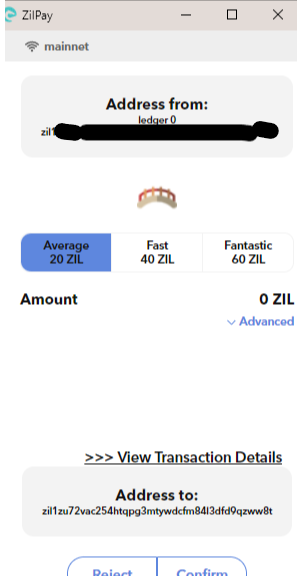 ZilPay
mainnet
Address from:
ledger 0
zil1
Average
20 ZIL
Fast
40 ZIL
Fantastic
60 ZIL
Amount
0 ZIL
Advanced
>>> View Transaction Details
Address to:
zil1zu72vac254htqpg3mtywdcfm84l3dfd9qzww8t
Reject
Confirm